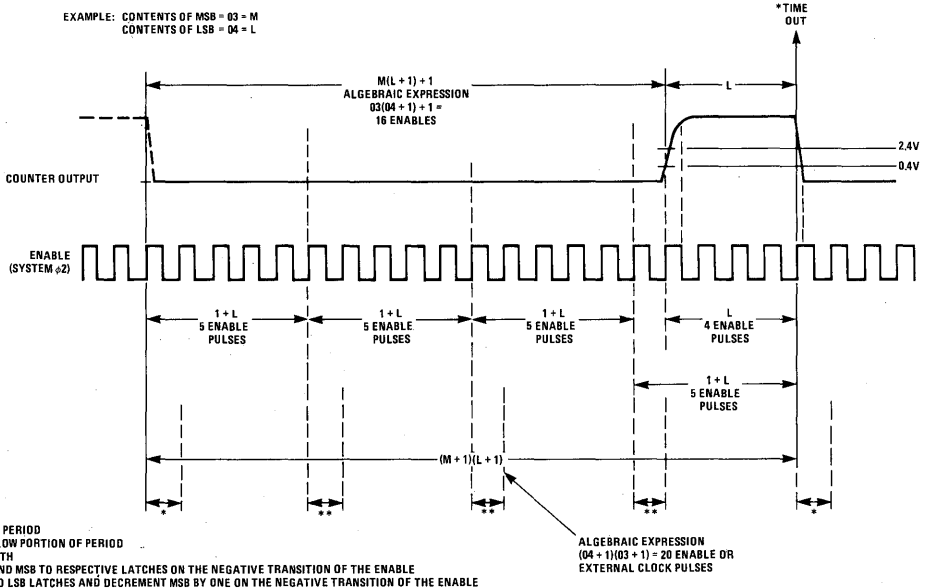 EXAMPLE: CONTENTS OF MSB = 03 = M
CONTENTS OF LSB = 04 = L
*TIME
OUT
M(L + 1) + 1
ALGEBRAIC EXPRESSION
03(04 + 1) + 1 =
16 ENABLES
L
2.4V
0.4V
COUNTER OUTPUT
ENABLE
(SYSTEM φ2)
1 + L
5 ENABLE
PULSES
1 + L
5 ENABLE
PULSES
1 + L
5 ENABLE
PULSES
L
4 ENABLE
PULSES
1 + L
5 ENABLE
PULSES
(M + 1)(L + 1)
*
**
**
**
*
ALGEBRAIC EXPRESSION
(04 + 1)(03 + 1) = 20 ENABLE OR
EXTERNAL CLOCK PULSES
PERIOD
OW PORTION OF PERIOD
TH
ND MSB TO RESPECTIVE LATCHES ON THE NEGATIVE TRANSITION OF THE ENABLE
D LSB LATCHES AND DECREMENT MSB BY ONE ON THE NEGATIVE TRANSITION OF THE ENABLE